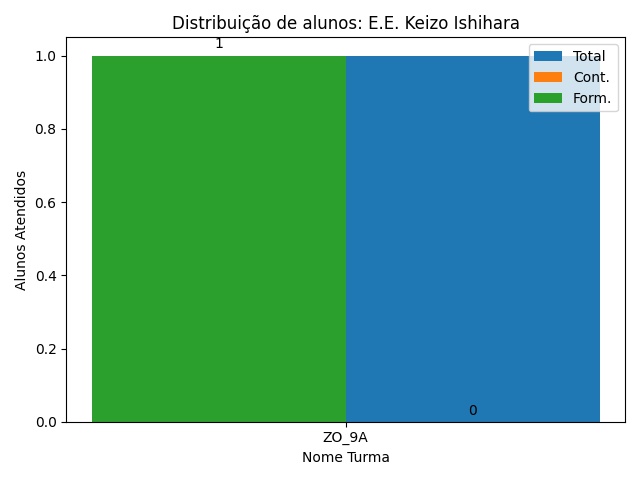 Distribuição de alunos: E.E. Keizo Ishihara
1
Total
Cont.
Form.
1.0
0.8
0.6
0.4
0.2
0.0
Alunos Atendidos
0
ZO_9A
Nome Turma